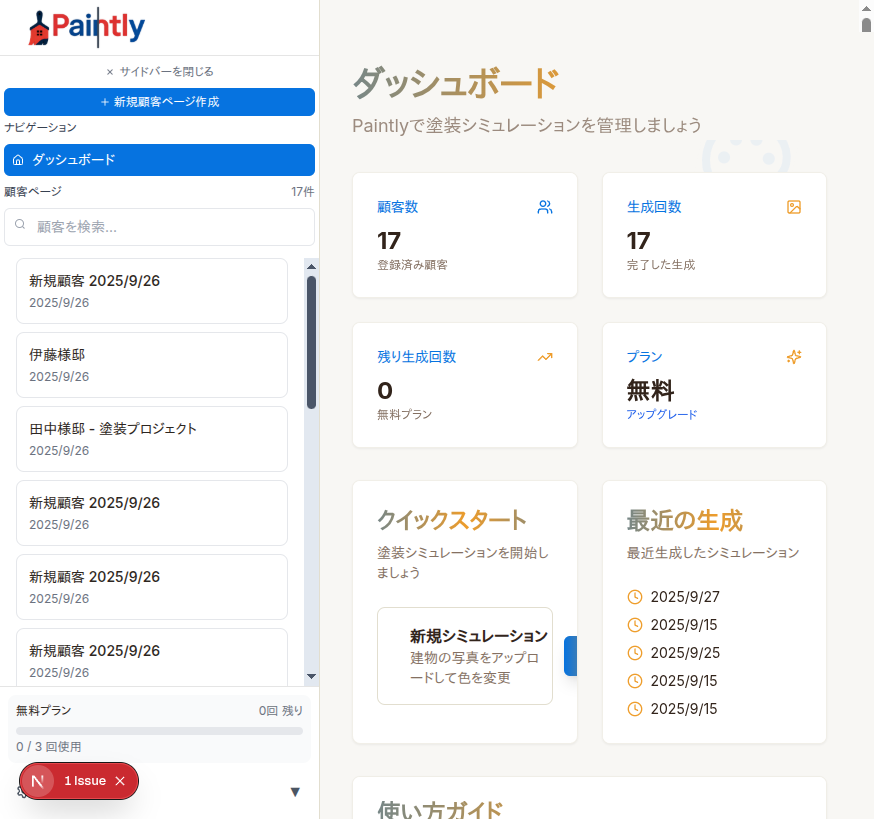 Paintly
× サイドバーを閉じる
+ 新規顧客ページ作成
ナビゲーション
ダッシュボード
顧客ページ 17件
顧客を検索...
新規顧客 2025/9/26
2025/9/26
伊藤様邸
2025/9/26
田中様邸 - 塗装プロジェクト
2025/9/26
新規顧客 2025/9/26
2025/9/26
新規顧客 2025/9/26
2025/9/26
新規顧客 2025/9/26
2025/9/26
無料プラン 0回 残り
0 / 3 回使用
N 1 Issue ×
▼
ダッシュボード
Paintlyで塗装シミュレーションを管理しましょう
顧客数
17
登録済み顧客
生成回数
17
完了した生成
残り生成回数
0
無料プラン
プラン
無料
アップグレード
クイックスタート
塗装シミュレーションを開始し
ましょう
新規シミュレーション
建物の写真をアップロ
ードして色を変更
最近の生成
最近生成したシミュレーション
2025/9/27
2025/9/15
2025/9/25
2025/9/15
2025/9/15
使い方ガイド